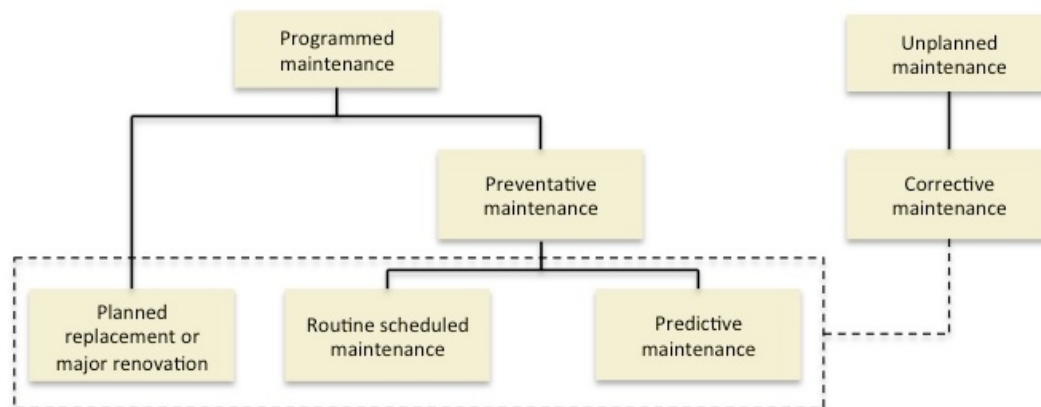 Programmed
maintenance
Unplanned
maintenance
Preventative
maintenance
Corrective
maintenance
Planned
replacement or
major renovation
Routine scheduled
maintenance
Predictive
maintenance